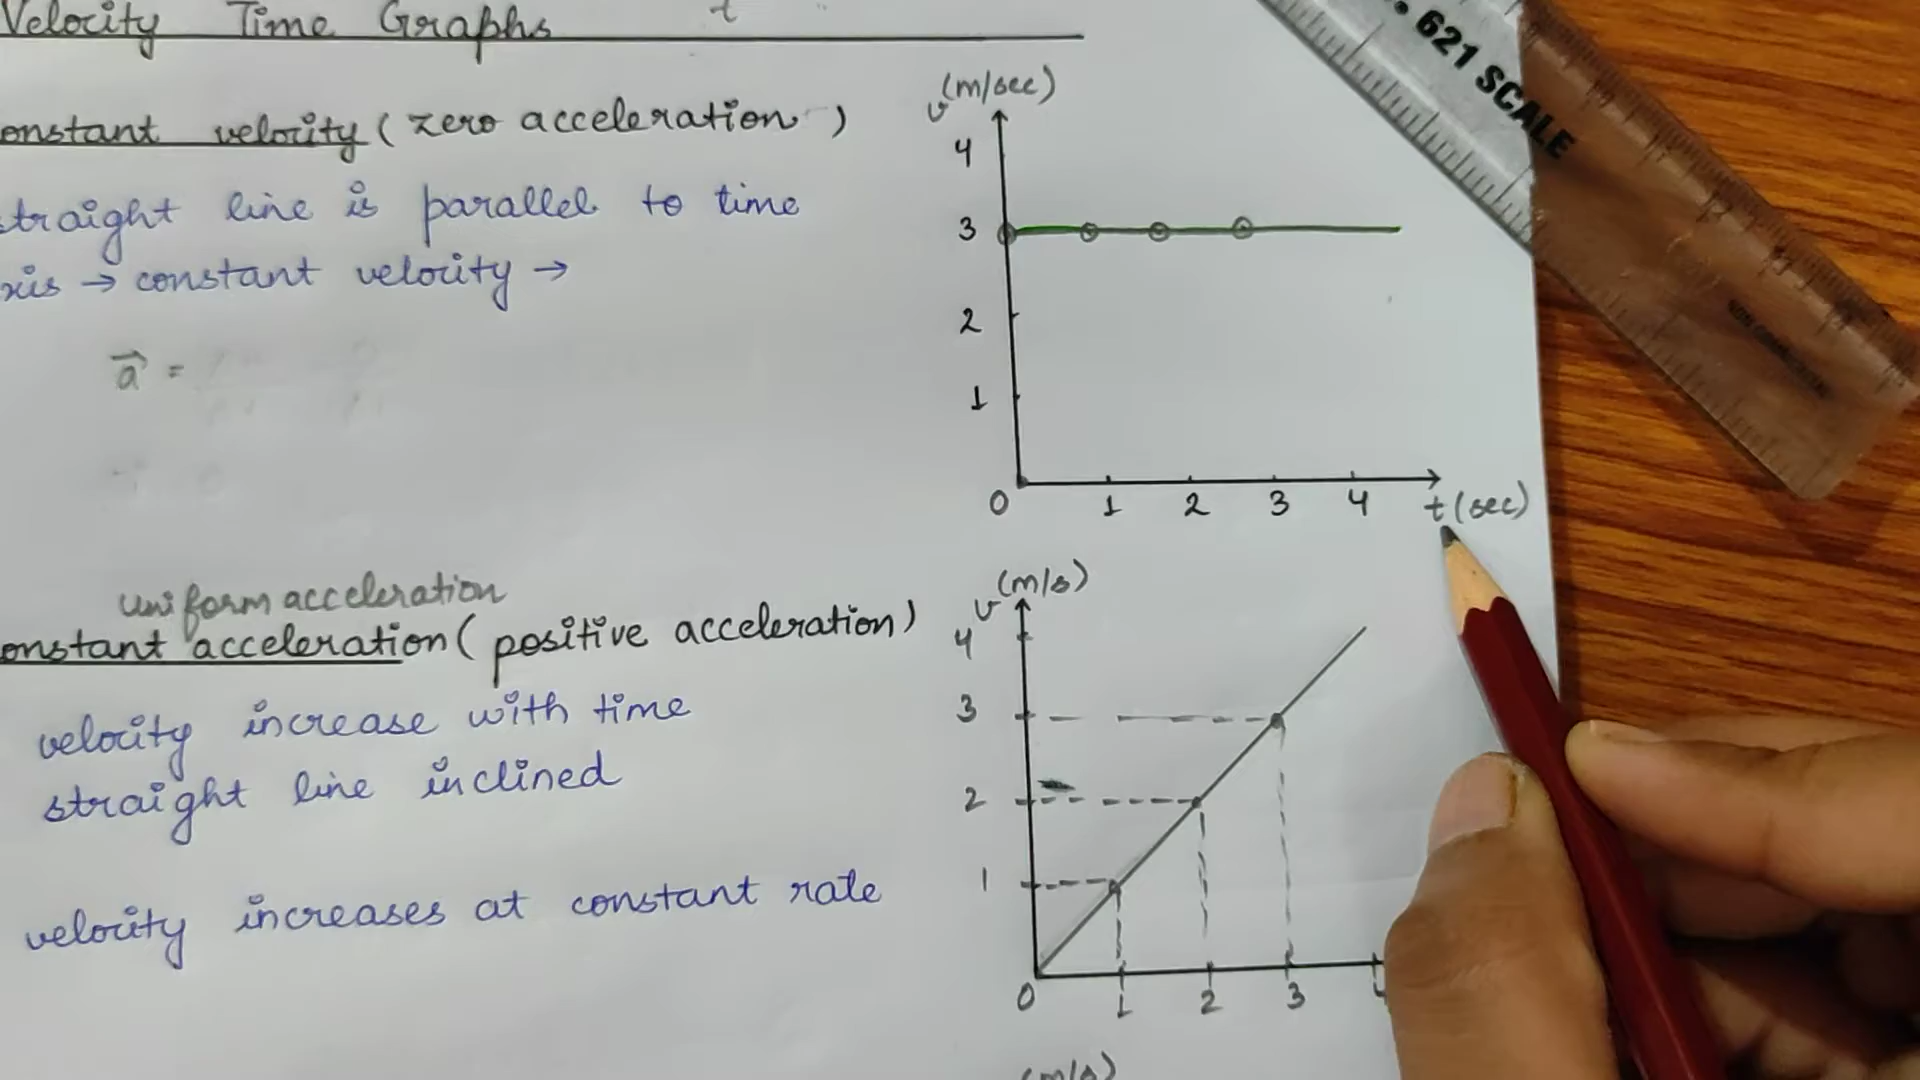 Velocity Time Graphs
t
onstant velocity (zero acceleration)
straight line is parallel to time
xis → constant velocity →
a⃗ =
v (m/sec)
4
3
2
1
0 1 2 3 4 t (sec)
uniform acceleration
onstant acceleration (positive acceleration)
velocity increase with time
straight line inclined
velocity increases at constant rate
v (m/s)
4
3
2
1
0 1 2 3 4
(m/s)
621 SCALE